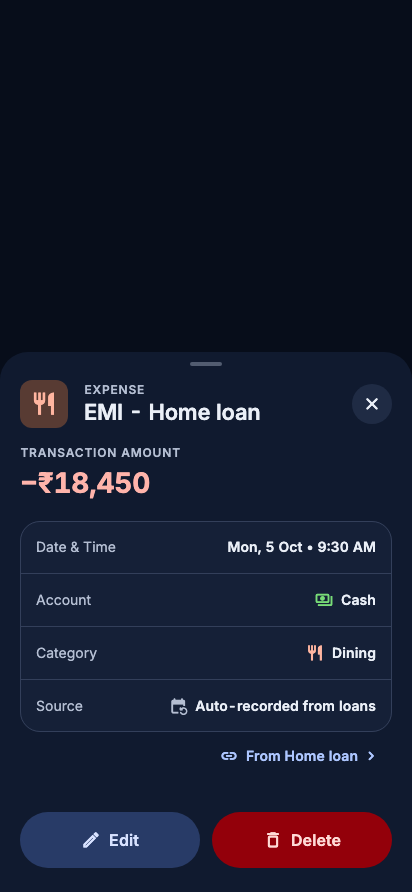 EXPENSE
EMI - Home loan
TRANSACTION AMOUNT
−₹18,450
Date & Time Mon, 5 Oct • 9:30 AM
Account Cash
Category Dining
Source Auto-recorded from loans
From Home loan
Edit Delete